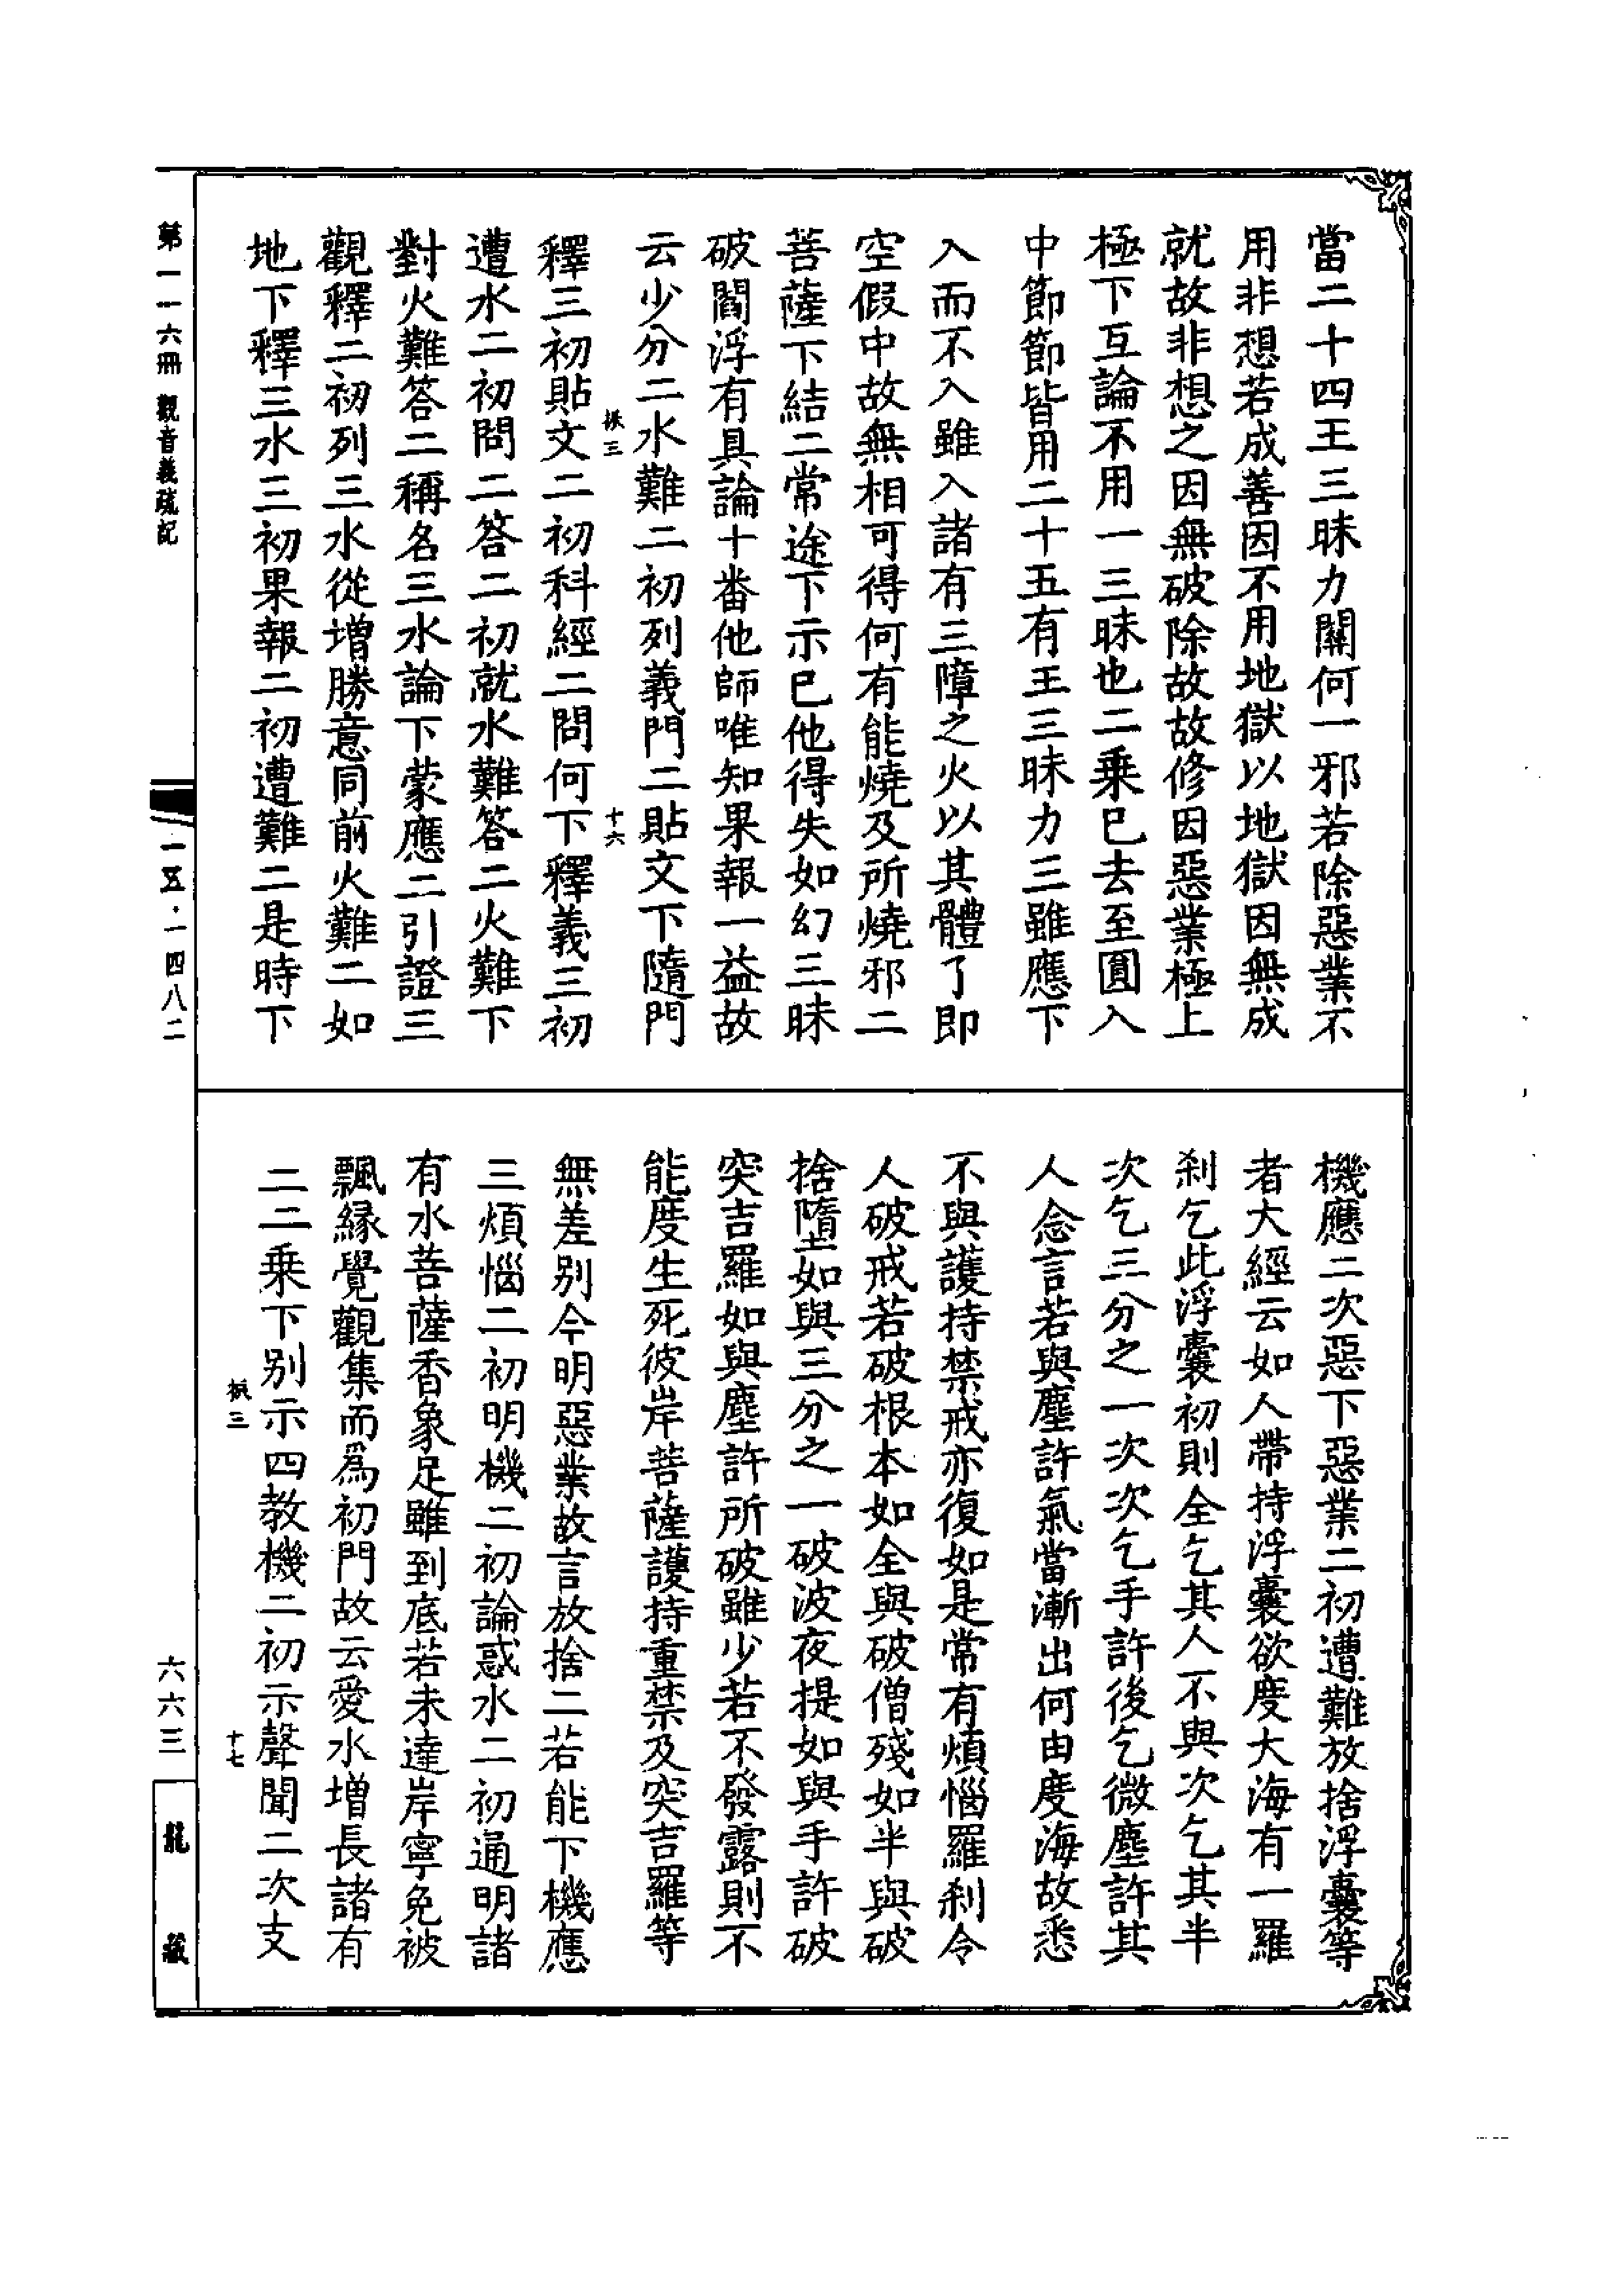 當二十四王三昧力關何一邪若除惡業不
用非想若成善因不用地獄以地獄因無成
就故非想之因無破除故故修因惡業極上
極下互論不用一三昧也二乗巳去至圓入
中節節皆用二十五有王三昧力三雖應下
入而不入雖入諸有三障之火以其體了即
空假中故無相可得何有能燒及所燒邪二
菩薩下結二常途下示巳他得失如幻三昧
破閻浮有具論十番他師唯知果報一益故
云少分二水難二初列義門二貼文下隨門
振三
十六
釋三初貼文二初科經二問何下釋義三初
遭水二初問二答二初就水難答二火難下
對火難答二稱名三水論下蒙應二引證三
觀釋二初列三水從增勝意同前火難二如
地下釋三水三初果報二初遭難二是時下
機應二次惡下惡業二初遭難放捨浮囊等
者大經云如人帶持浮囊欲度大海有一羅
刹乞此浮囊初則全乞其人不與次乞其半
次乞三分之一次次乞手許後乞微塵許其
人念言若與塵許氣當漸出何由度海故悉
不與護持禁戒亦復如是常有煩惱羅刹令
人破戒若破根本如全與破僧殘如半與破
捨墮如與三分之一破波夜提如與手許破
突吉羅如與塵許所破雖少若不發露則不
能度生死彼岸菩薩護持重禁及突吉羅等
無差别今明惡業故言放捨二若能下機應
三煩惱二初明機二初論惑水二初通明諸
有水菩薩香象足雖到底若未達岸寧免被
飄緣覺觀集而爲初門故云愛水增長諸有
二二乗下别示四教機二初示聲聞二次支
振三
十七
第一一六冊 觀音義疏記
一五·一四八二
六六三
龍藏